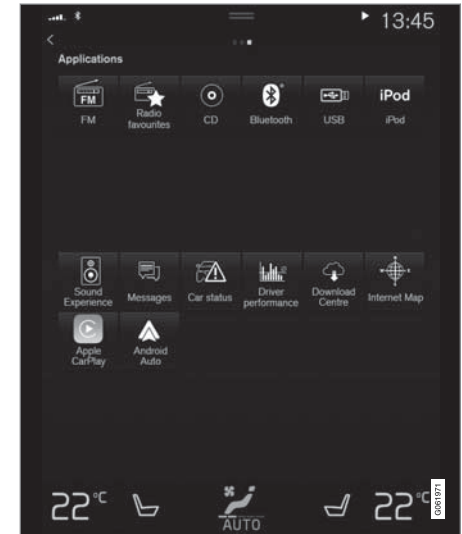 13:45
Applications
FM
iPod
FM
Radio
favourites
CD
Bluetooth
USB
iPod
Sound
Experience
Messages
Car status
Driver
performance
Download
Centre
Internet Map
Apple
CarPlay
Android
Auto
22°C
AUTO
22°C
G061971